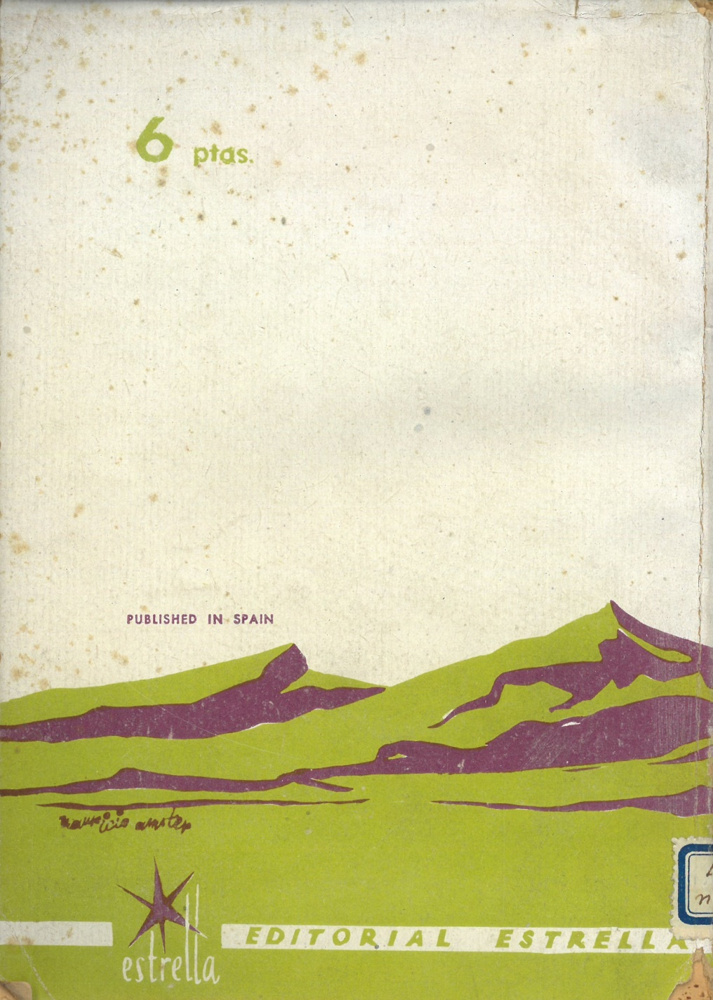 6 ptas.
PUBLISHED IN SPAIN
mauricio amster
estrella
EDITORIAL ESTRELLA